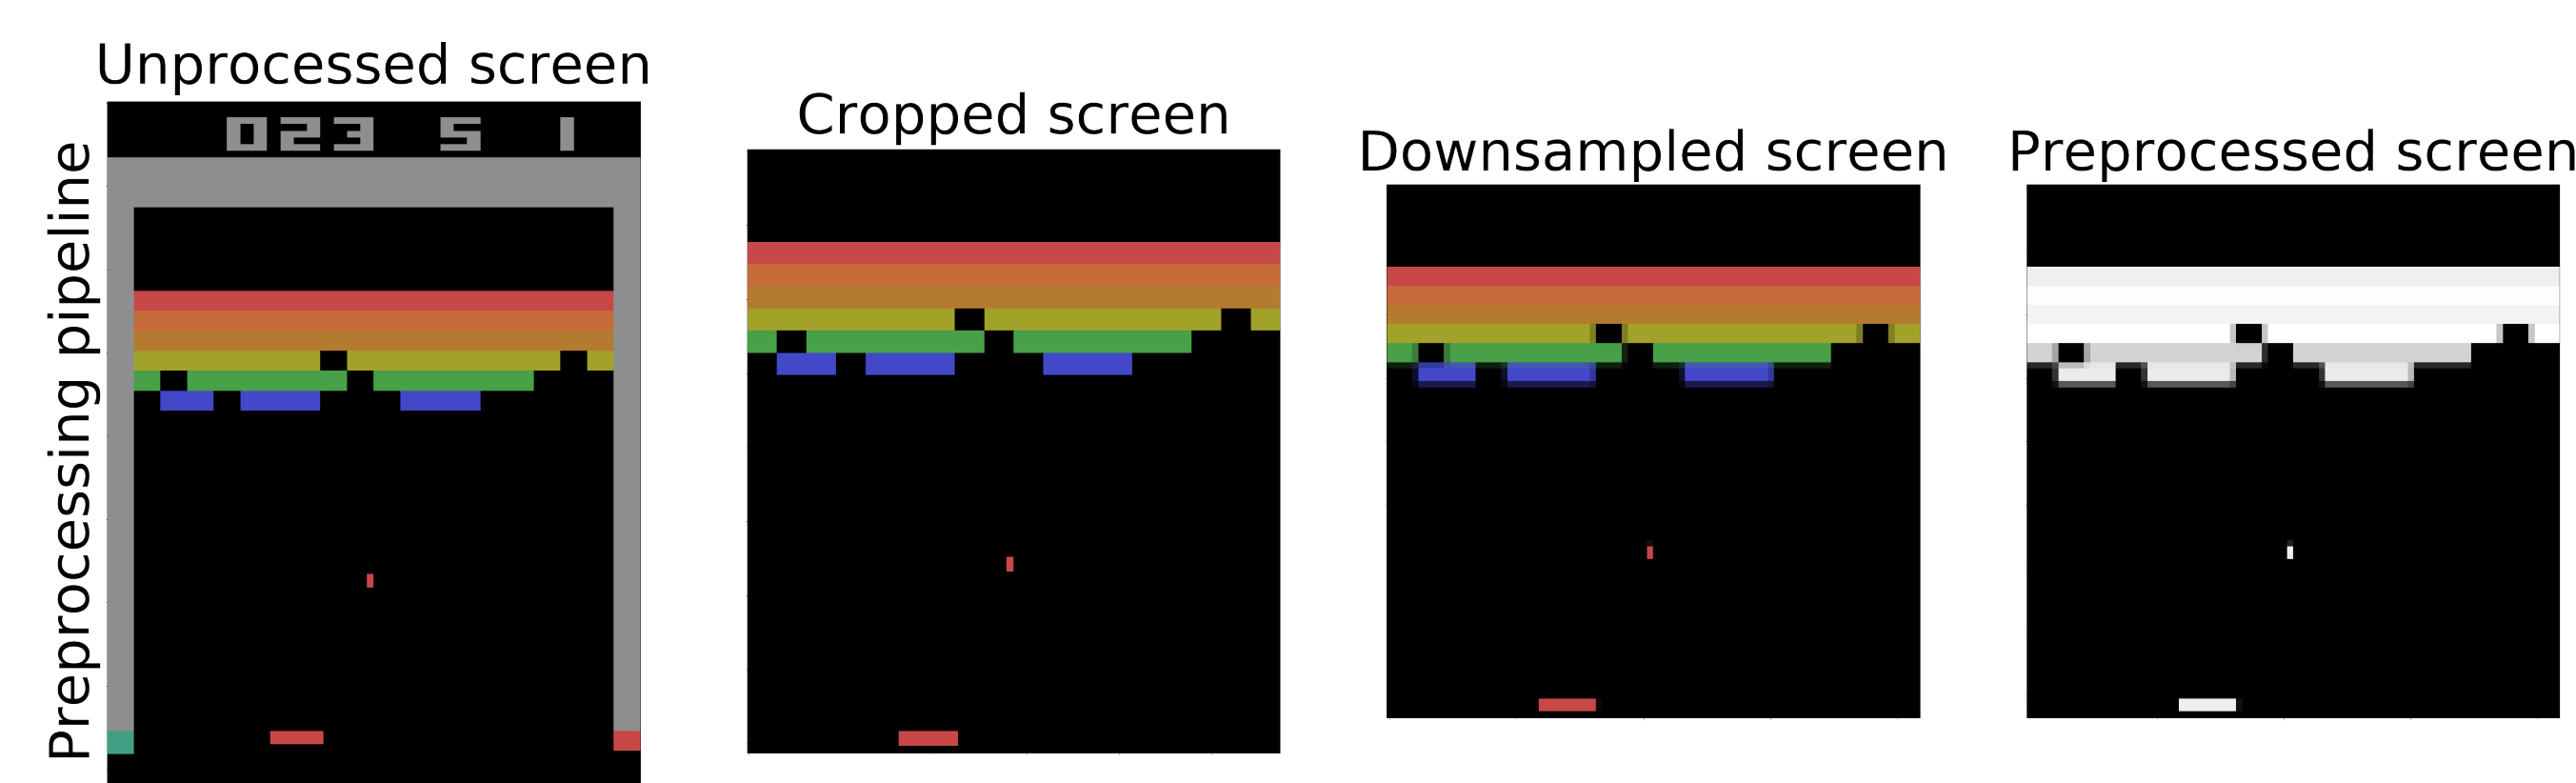 Unprocessed screen
Cropped screen
Downsampled screen
Preprocessed screen
Preprocessing pipeline
023 5 1